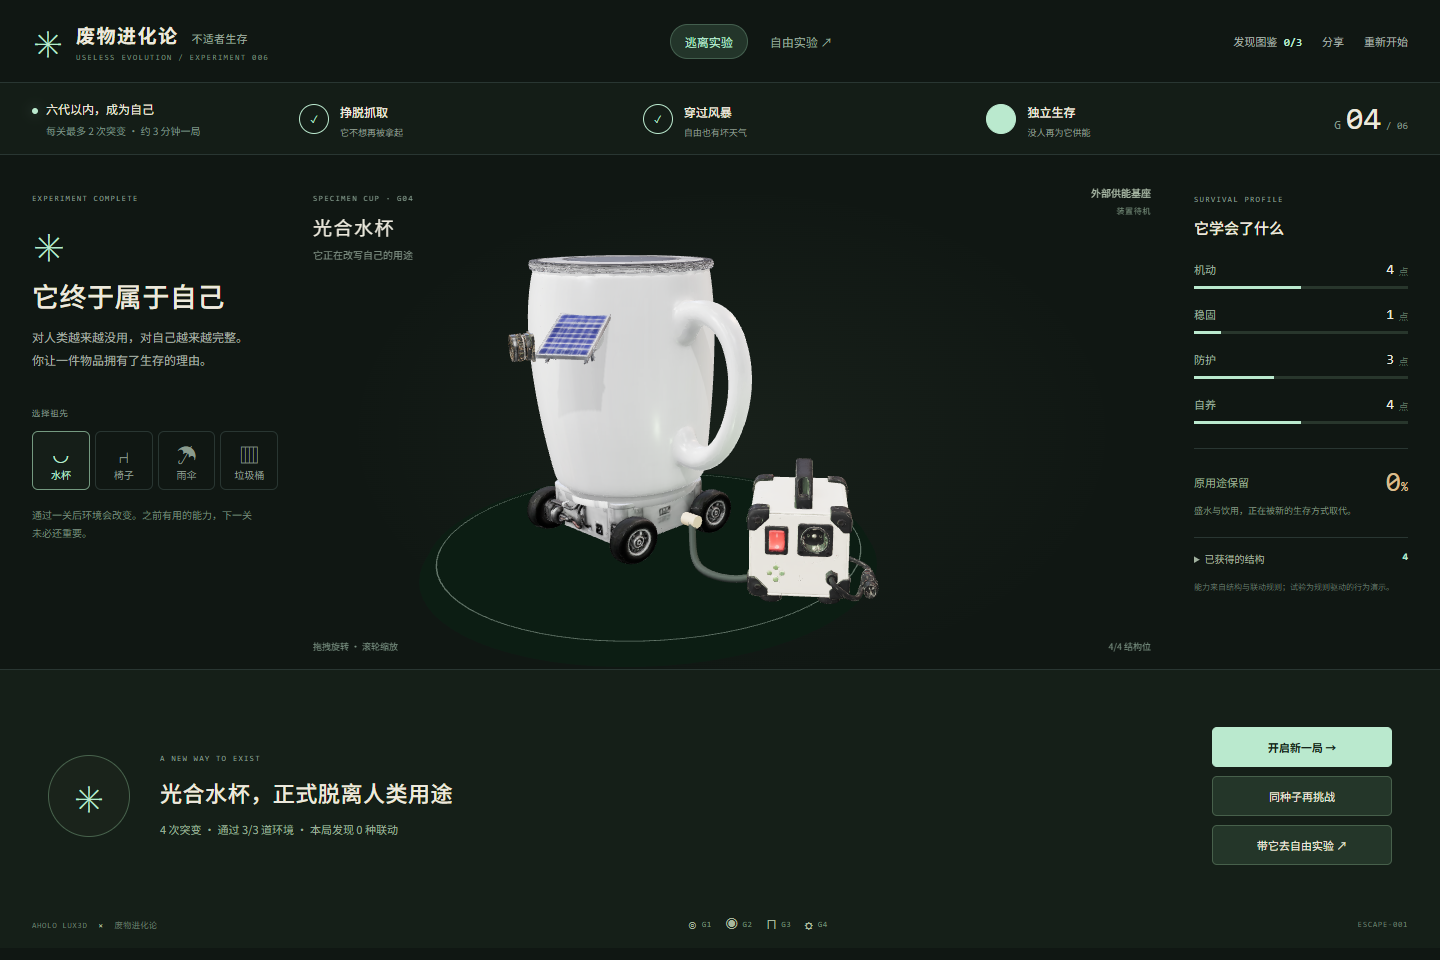 废物进化论 不适者生存
USELESS EVOLUTION / EXPERIMENT 006
逃离实验 自由实验 ↗
发现图鉴 0/3 分享 重新开始
六代以内，成为自己
每关最多 2 次突变 · 约 3 分钟一局
✓ 挣脱抓取
它不想再被拿起
✓ 穿过风暴
自由也有坏天气
独立生存
没人再为它供能
G 04 / 06
EXPERIMENT COMPLETE
它终于属于自己
对人类越来越没用，对自己越来越完整。
你让一件物品拥有了生存的理由。
选择祖先
水杯 椅子 雨伞 垃圾桶
通过一关后环境会改变。之前有用的能力，下一关
未必还重要。
SPECIMEN CUP · G04
光合水杯
它正在改写自己的用途
外部供能基座
装置待机
拖拽旋转 · 滚轮缩放
4/4 结构位
SURVIVAL PROFILE
它学会了什么
机动 4 点
稳固 1 点
防护 3 点
自养 4 点
原用途保留 0%
盛水与饮用，正在被新的生存方式取代。
▶ 已获得的结构 4
能力来自结构与联动规则；试验为规则驱动的行为演示。
A NEW WAY TO EXIST
光合水杯，正式脱离人类用途
4 次突变 · 通过 3/3 道环境 · 本局发现 0 种联动
开启新一局 →
同种子再挑战
带它去自由实验 ↗
AHOLO LUX3D × 废物进化论
G1 G2 G3 G4
ESCAPE-001